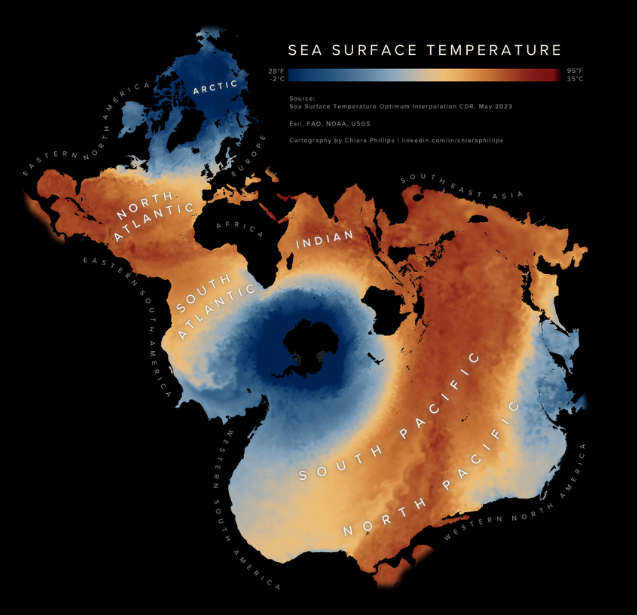 SEA SURFACE TEMPERATURE
28°F
-2°C
95°F
35°C
Source:
Sea Surface Temperature Optimum Interpolation CDR, May 2023
Esri, FAO, NOAA, USGS
Cartography by Chiara Phillips | linkedin.com/in/chiaraphillips
ARCTIC
EASTERN NORTH AMERICA
EUROPE
SOUTHEAST ASIA
NORTH
ATLANTIC
AFRICA
INDIAN
EASTERN SOUTH AMERICA
SOUTH
ATLANTIC
SOUTH PACIFIC
NORTH PACIFIC
WESTERN SOUTH AMERICA
WESTERN NORTH AMERICA